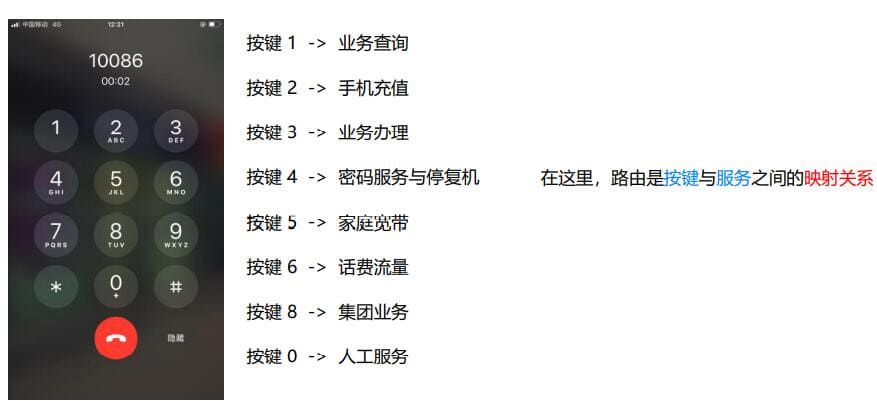 中国移动 4G 12:21
10086
00:02
1 2 3
ABC DEF
4 5 6
GHI JKL MNO
7 8 9
PQRS TUV WXYZ
* 0 #
+
隐藏
按键 1 -> 业务查询
按键 2 -> 手机充值
按键 3 -> 业务办理
按键 4 -> 密码服务与停复机
按键 5 -> 家庭宽带
按键 6 -> 话费流量
按键 8 -> 集团业务
按键 0 -> 人工服务
在这里，路由是按键与服务之间的映射关系